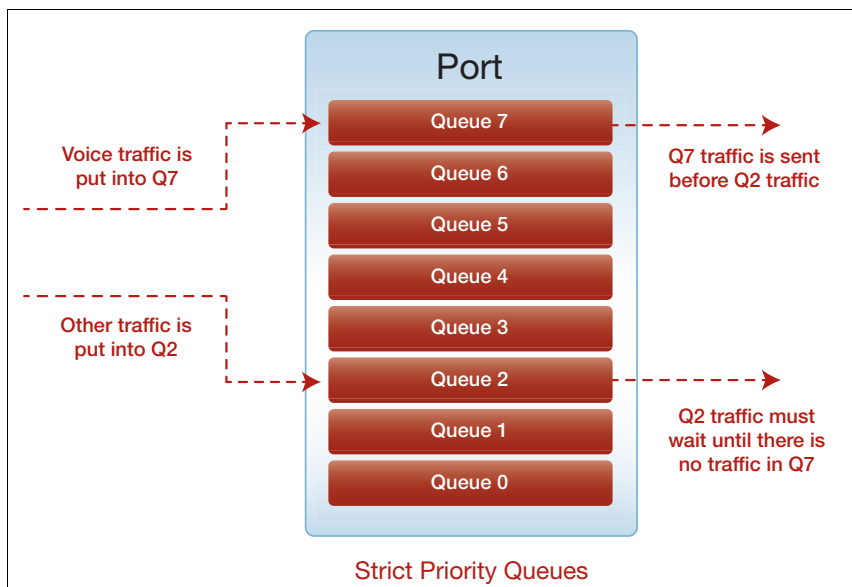 Port
Queue 7
Queue 6
Queue 5
Queue 4
Queue 3
Queue 2
Queue 1
Queue 0
Voice traffic is
put into Q7
Other traffic is
put into Q2
Q7 traffic is sent
before Q2 traffic
Q2 traffic must
wait until there is
no traffic in Q7
Strict Priority Queues